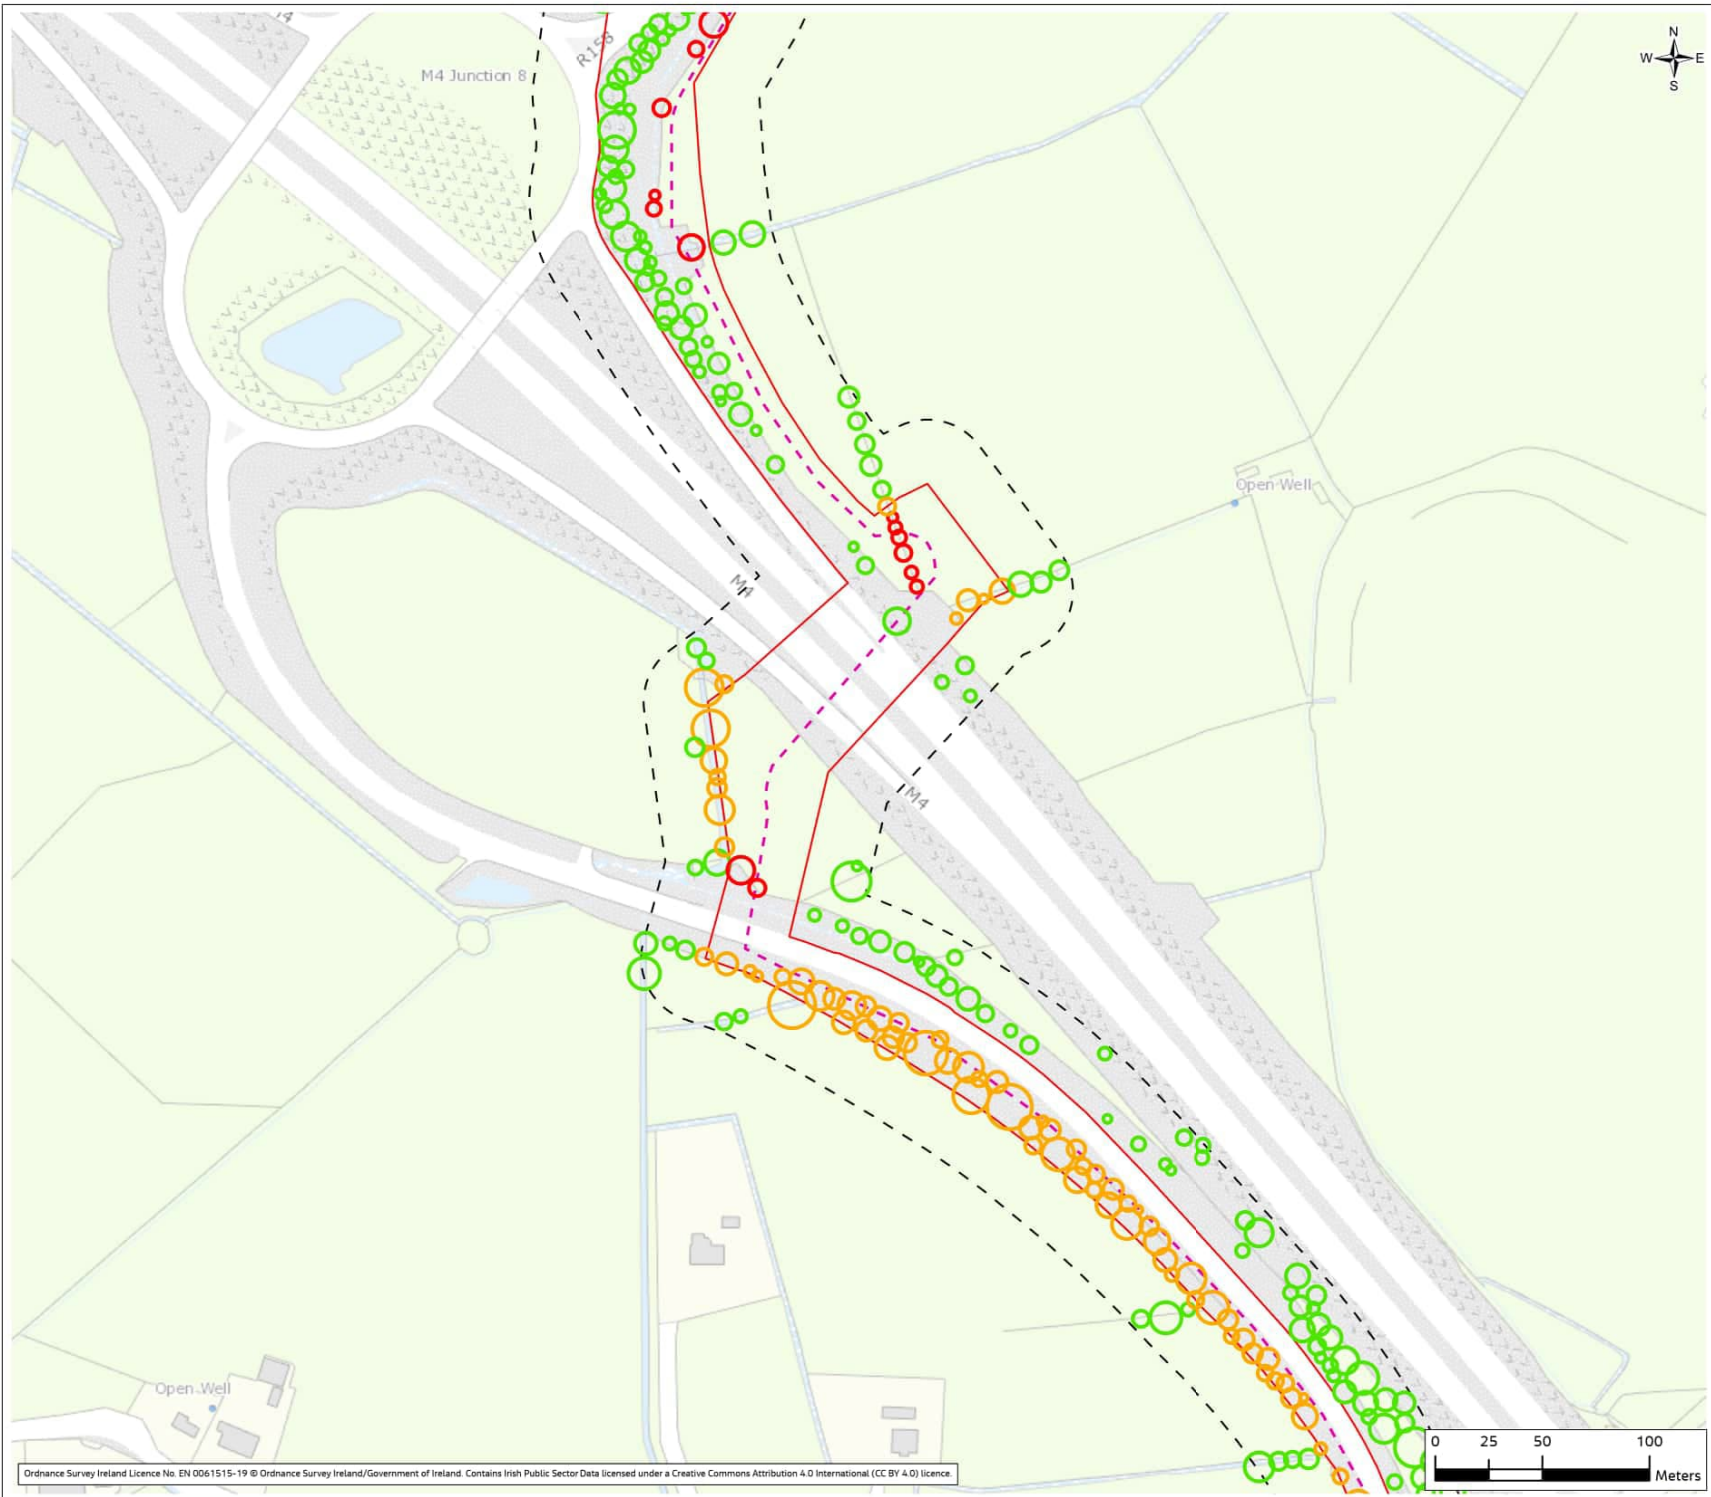 M4 Junction 8
R158
N
W E
S
Open Well
M4
M4
Open Well
0 25 50 100
Meters
Ordnance Survey Ireland Licence No. EN 0061515-19 © Ordnance Survey Ireland/Government of Ireland. Contains Irish Public Sector Data licensed under a Creative Commons Attribution 4.0 International (CC BY 4.0) licence.